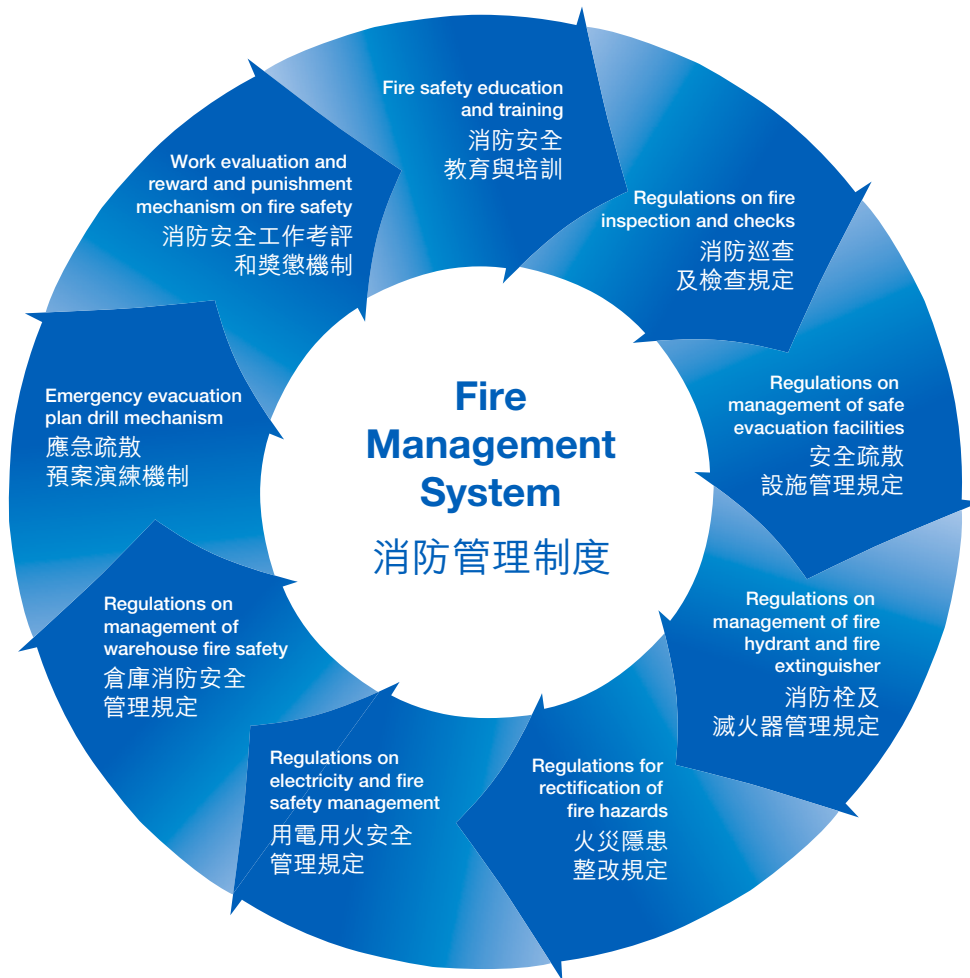 Fire safety education
and training
消防安全
教育與培訓
Regulations on fire
inspection and checks
消防巡查
及檢查規定
Regulations on
management of safe
evacuation facilities
安全疏散
設施管理規定
Regulations on
management of fire
hydrant and fire
extinguisher
消防栓及
滅火器管理規定
Regulations for
rectification of
fire hazards
火災隱患
整改規定
Regulations on
electricity and fire
safety management
用電用火安全
管理規定
Regulations on
management of
warehouse fire safety
倉庫消防安全
管理規定
Emergency evacuation
plan drill mechanism
應急疏散
預案演練機制
Work evaluation and
reward and punishment
mechanism on fire safety
消防安全工作考評
和獎懲機制
Fire
Management
System
消防管理制度